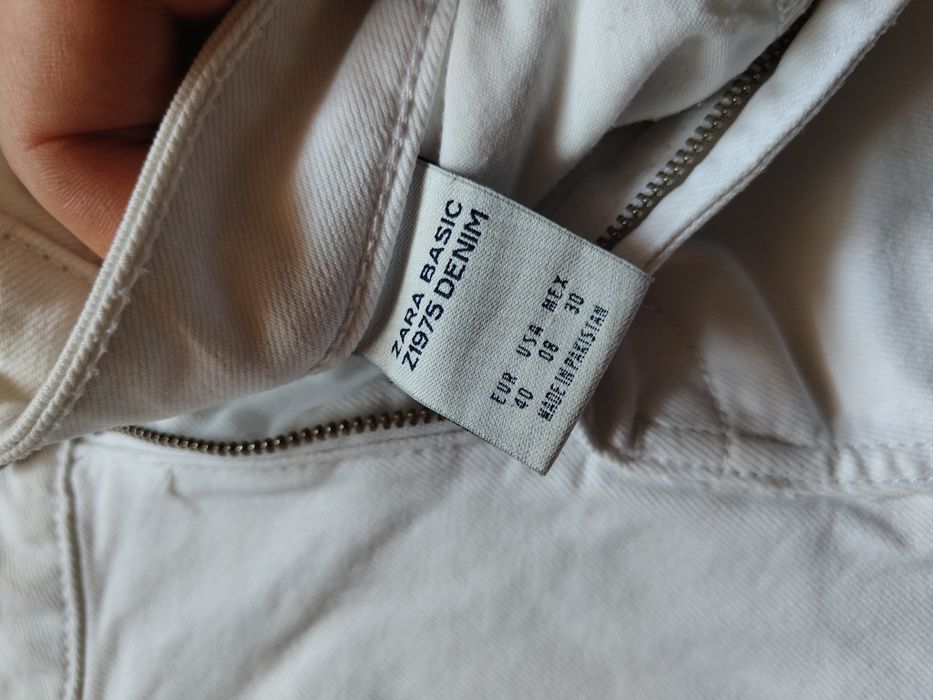 ZARA BASIC
Z1975 DENIM
EUR USA MEX
40 08 30
MADE IN PAKISTAN